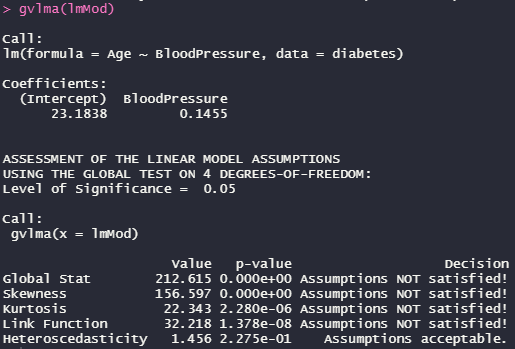 > gvlma(lmMod)
Call:
lm(formula = Age ~ BloodPressure, data = diabetes)
Coefficients:
(Intercept) BloodPressure
23.1838 0.1455
ASSESSMENT OF THE LINEAR MODEL ASSUMPTIONS
USING THE GLOBAL TEST ON 4 DEGREES-OF-FREEDOM:
Level of Significance = 0.05
Call:
gvlma(x = lmMod)
Value p-value Decision
Global Stat 212.615 0.000e+00 Assumptions NOT satisfied!
Skewness 156.597 0.000e+00 Assumptions NOT satisfied!
Kurtosis 22.343 2.280e-06 Assumptions NOT satisfied!
Link Function 32.218 1.378e-08 Assumptions NOT satisfied!
Heteroscedasticity 1.456 2.275e-01 Assumptions acceptable.